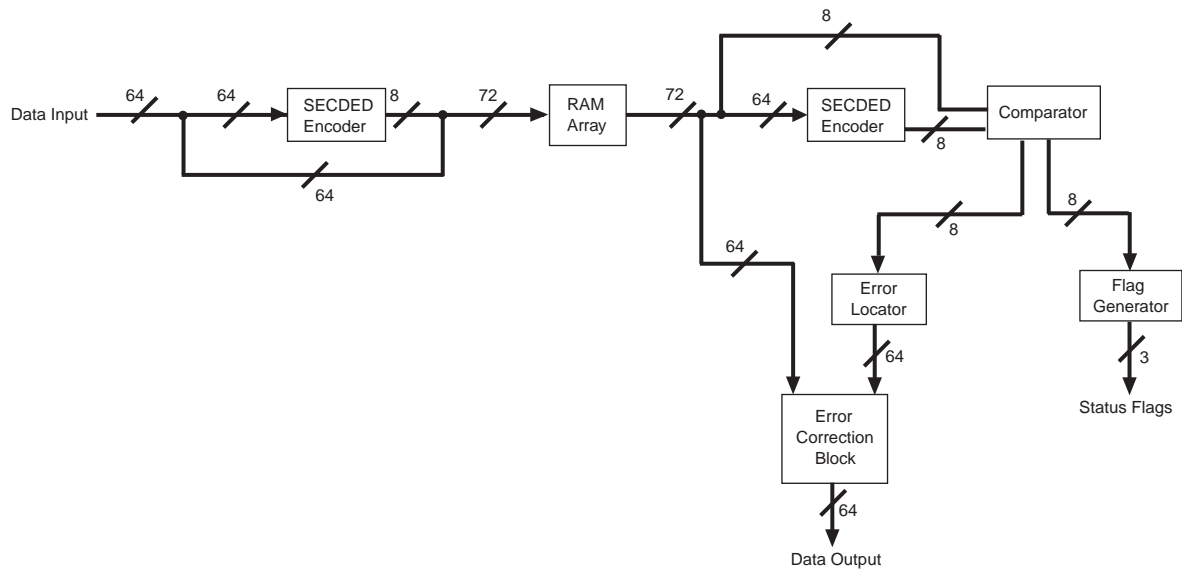 8
64
64
8
72
72
64
Data Input
SECDED
Encoder
RAM
Array
SECDED
Encoder
Comparator
8
64
8
8
64
Error
Locator
Flag
Generator
64
3
Status Flags
Error
Correction
Block
64
Data Output